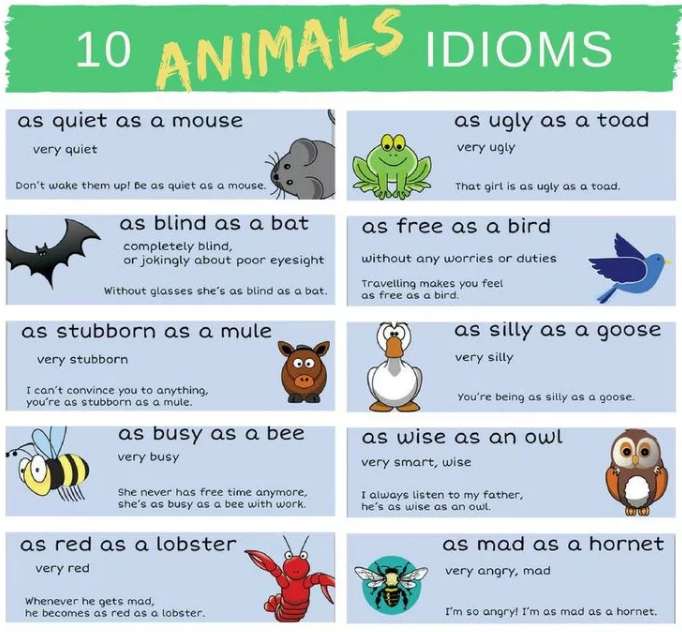 10 ANIMALS IDIOMS
as quiet as a mouse
very quiet
Don't wake them up! Be as quiet as a mouse.
as ugly as a toad
very ugly
That girl is as ugly as a toad.
as blind as a bat
completely blind,
or jokingly about poor eyesight
Without glasses she's as blind as a bat.
as free as a bird
without any worries or duties
Travelling makes you feel
as free as a bird.
as stubborn as a mule
very stubborn
I can't convince you to anything,
you're as stubborn as a mule.
as silly as a goose
very silly
You're being as silly as a goose.
as busy as a bee
very busy
She never has free time anymore,
she's as busy as a bee with work.
as wise as an owl
very smart, wise
I always listen to my father,
he's as wise as an owl.
as red as a lobster
very red
Whenever he gets mad,
he becomes as red as a lobster.
as mad as a hornet
very angry, mad
I'm so angry! I'm as mad as a hornet.